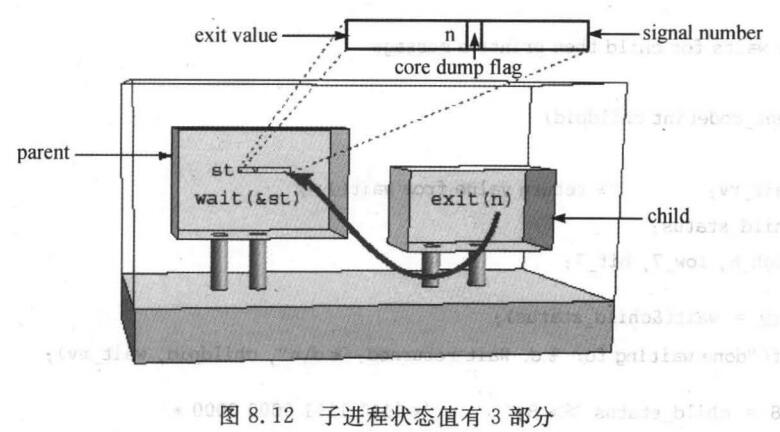 exit value
n
signal number
core dump flag
parent
st
wait(&st)
exit(n)
child
图 8.12 子进程状态值有 3 部分